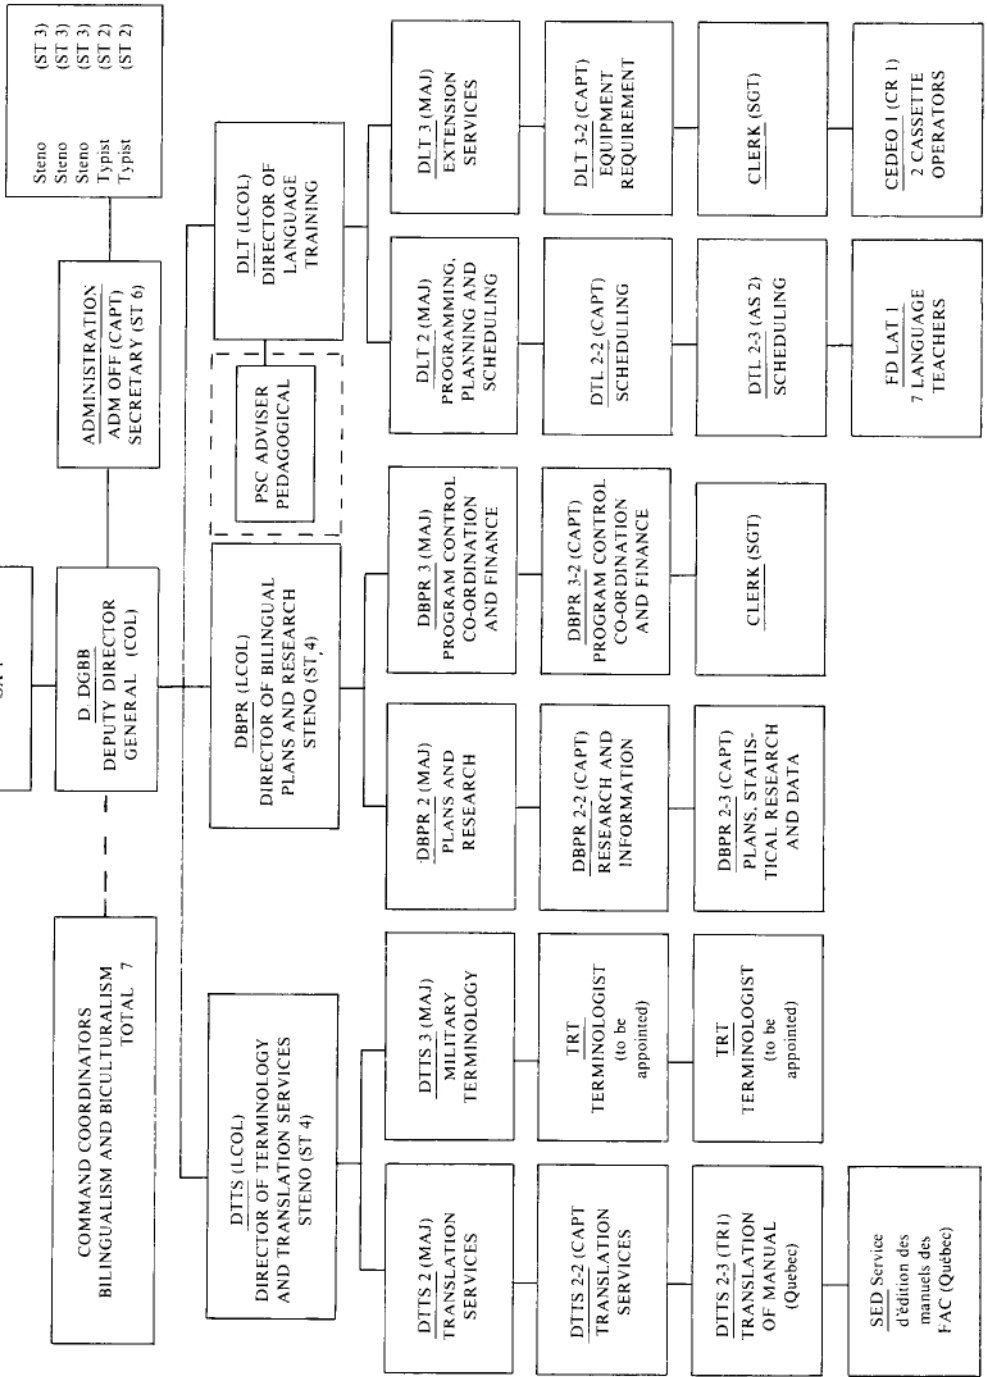 D. DGBB
DEPUTY DIRECTOR
GENERAL (COL)
COMMAND COORDINATORS
BILINGUALISM AND BICULTURALISM
TOTAL 7
ADMINISTRATION
ADM OFF (CAPT)
SECRETARY (ST 6)
Steno (ST 3)
Steno (ST 3)
Steno (ST 3)
Typist (ST 2)
Typist (ST 2)
DTTS (LCOL)
DIRECTOR OF TERMINOLOGY
AND TRANSLATION SERVICES
STENO (ST 4)
DBPR (LCOL)
DIRECTOR OF BILINGUAL
PLANS AND RESEARCH
STENO (ST, 4)
PSC ADVISER
PEDAGOGICAL
DLT (LCOL)
DIRECTOR OF
LANGUAGE
TRAINING
DTTS 2 (MAJ)
TRANSLATION
SERVICES
DTTS 3 (MAJ)
MILITARY
TERMINOLOGY
DBPR 2 (MAJ)
PLANS AND
RESEARCH
DBPR 3 (MAJ)
PROGRAM CONTROL
CO-ORDINATION
AND FINANCE
DLT 2 (MAJ)
PROGRAMMING,
PLANNING AND
SCHEDULING
DLT 3 (MAJ)
EXTENSION
SERVICES
DTTS 2-2 (CAPT
TRANSLATION
SERVICES
TRT
TERMINOLOGIST
(to be
appointed)
DBPR 2-2 (CAPT)
RESEARCH AND
INFORMATION
DBPR 3-2 (CAPT)
PROGRAM CONTROL
CO-ORDINATION
AND FINANCE
DTL 2-2 (CAPT)
SCHEDULING
DLT 3-2 (CAPT)
EQUIPMENT
REQUIREMENT
DTTS 2-3 (TR1)
TRANSLATION
OF MANUAL
(Quebec)
TRT
TERMINOLOGIST
(to be
appointed)
DBPR 2-3 (CAPT)
PLANS, STATIS-
TICAL RESEARCH
AND DATA
CLERK (SGT)
DTL 2-3 (AS 2)
SCHEDULING
CLERK (SGT)
SED Service
d'édition des
manuels des
FAC (Québec)
FD LAT 1
7 LANGUAGE
TEACHERS
CEDEO 1 (CR 1)
2 CASSETTE
OPERATORS